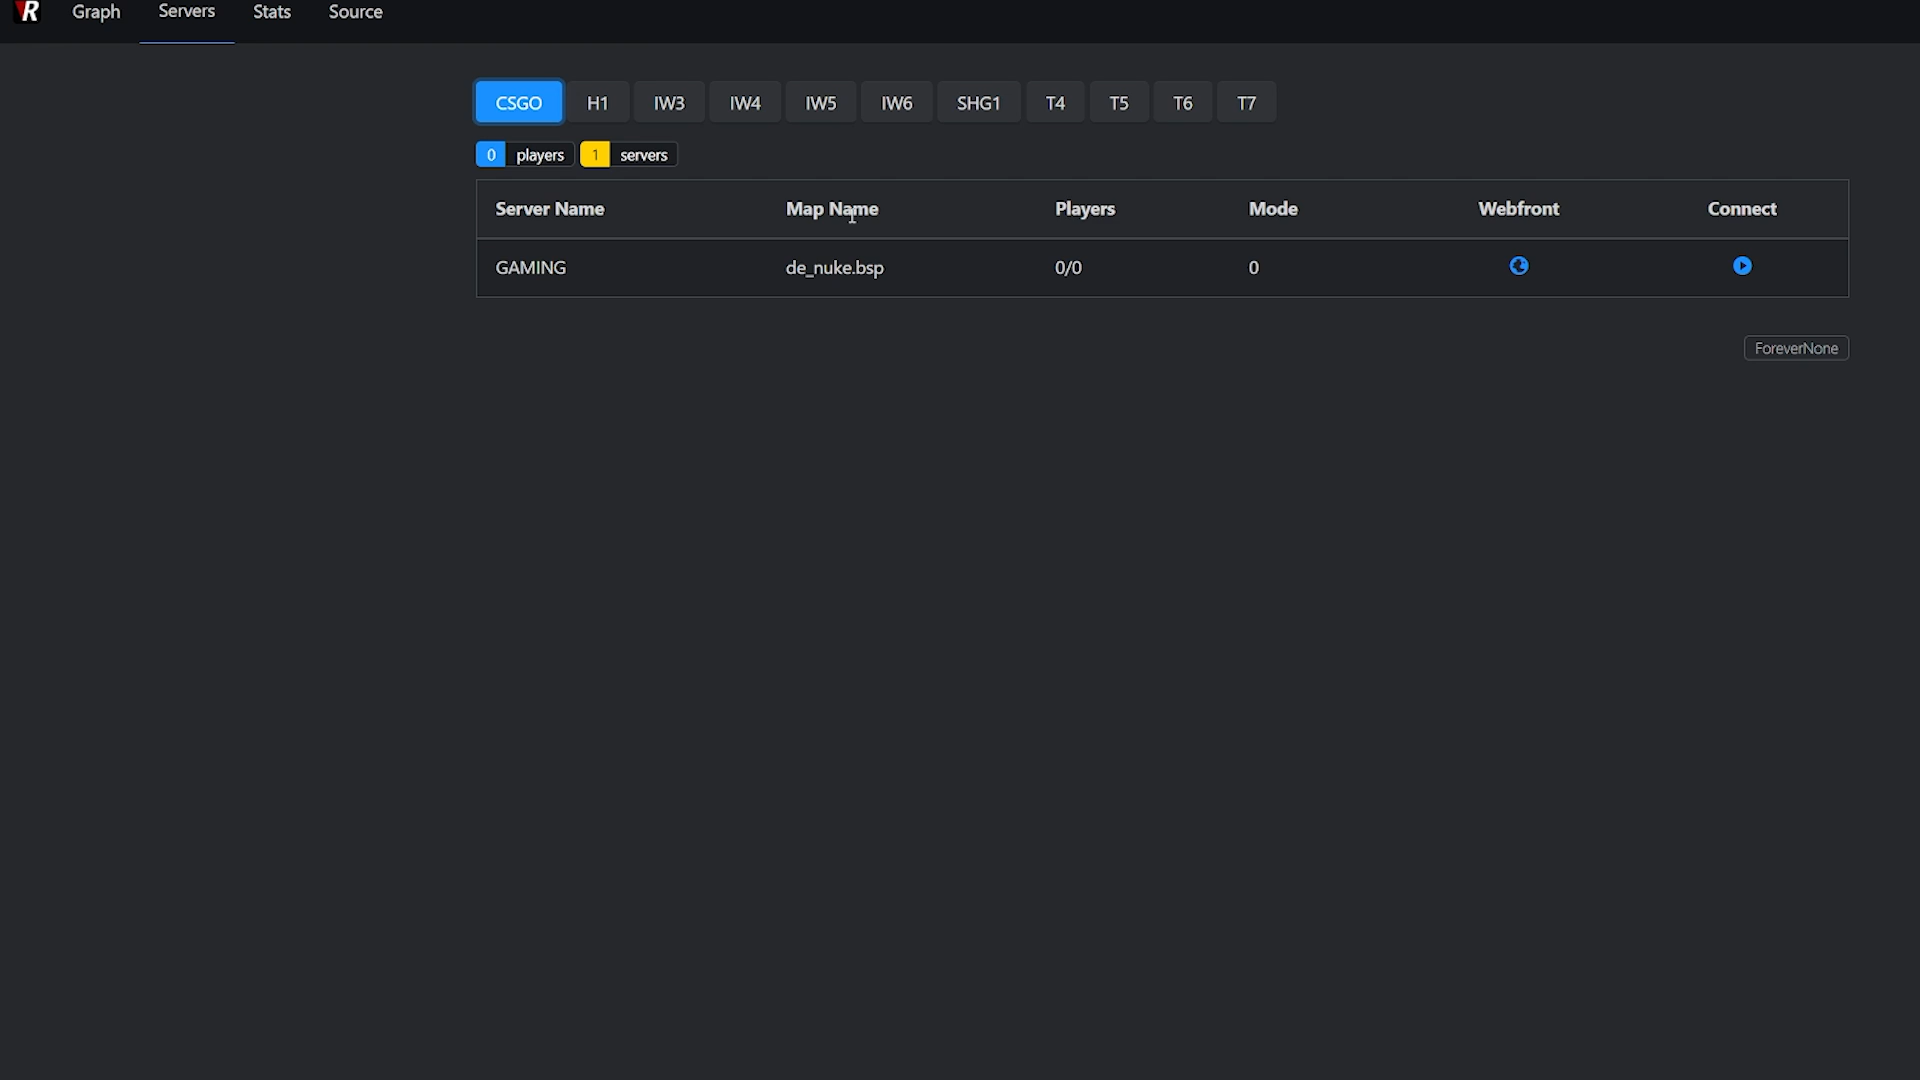 R Graph Servers Stats Source
CSGO H1 IW3 IW4 IW5 IW6 SHG1 T4 T5 T6 T7
0 players 1 servers
Server Name Map Name Players Mode Webfront Connect
GAMING de_nuke.bsp 0/0 0
ForeverNone